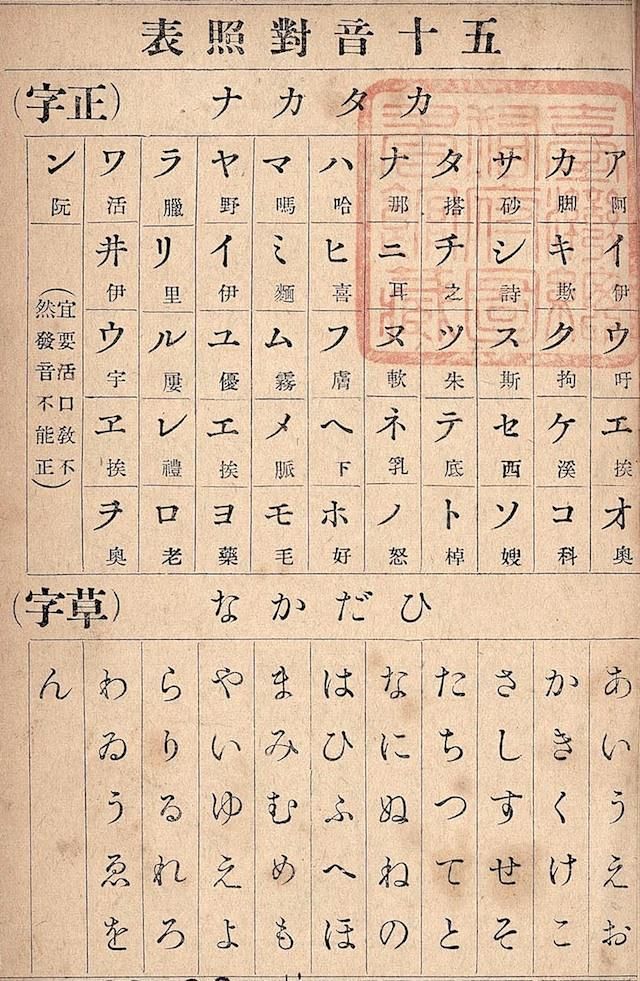 五十音對照表
カタカナ(正字)
ア阿 イ伊 ウ吁 エ挨 オ奧
カ脚 キ欺 ク拘 ケ溪 コ科
サ砂 シ詩 ス斯 セ西 ソ嫂
タ搭 チ之 ツ朱 テ底 ト棹
ナ那 ニ耳 ヌ軟 ネ乳 ノ怒
ハ哈 ヒ喜 フ膚 ヘ下 ホ好
マ嗎 ミ麵 ム霧 メ脈 モ毛
ヤ野 イ伊 ユ優 エ挨 ヨ藥
ラ臘 リ里 ル屢 レ禮 ロ老
ワ活 井伊 ウ宇 ヱ挨 ヲ奧
ン阮
(宜要活口敎不
然發音不能正)
ひだかな(草字)
あいうえお
かきくけこ
さしすせそ
たちつてと
なにぬねの
はひふへほ
まみむめも
やいゆえよ
らりるれろ
わゐうゑを
ん